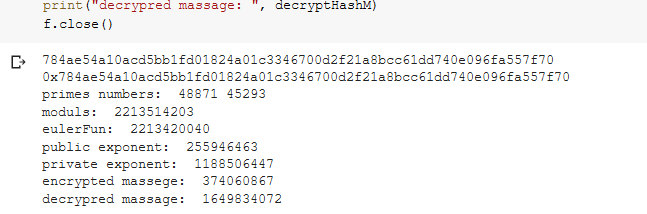 print("decrypred massage: ", decryptHashM)
f.close()
784ae54a10acd5bb1fd01824a01c3346700d2f21a8bcc61dd740e096fa557f70
0x784ae54a10acd5bb1fd01824a01c3346700d2f21a8bcc61dd740e096fa557f70
primes numbers:  48871 45293
moduls:  2213514203
eulerFun:  2213420040
public exponent:  255946463
private exponent:  1188506447
encrypted massege:  374060867
decrypred massage:  1649834072